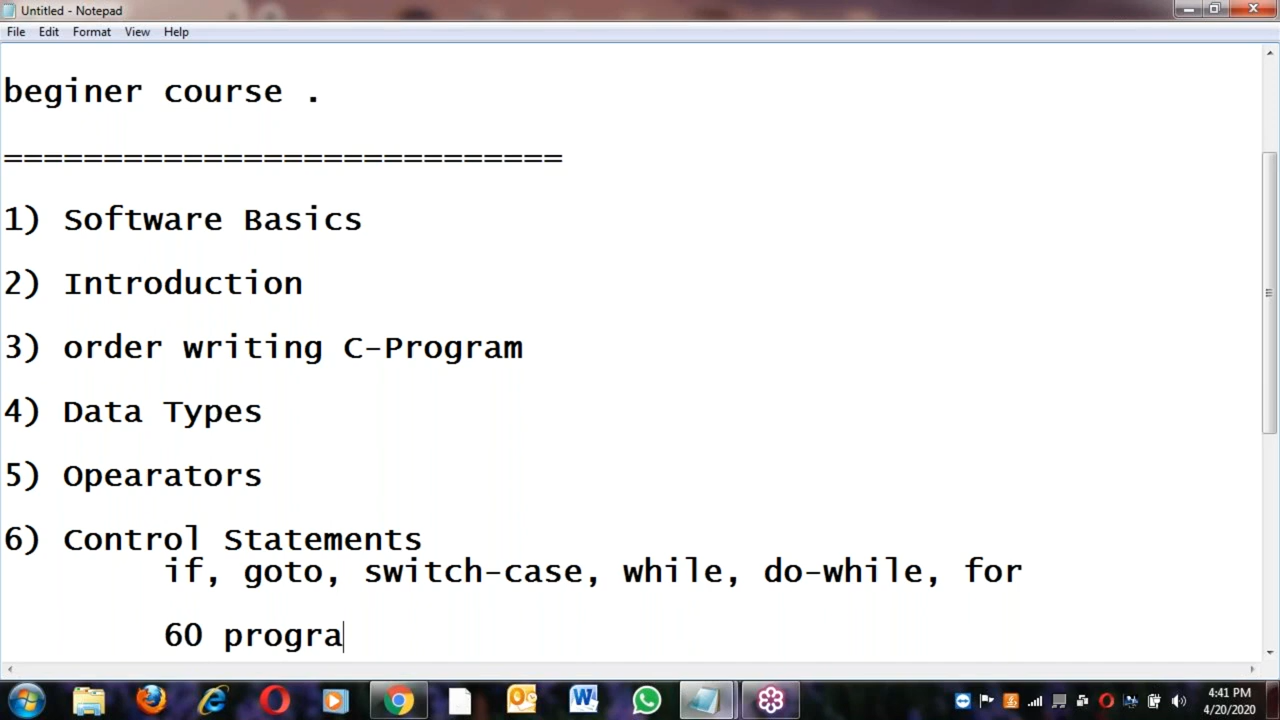 Untitled - Notepad
File Edit Format View Help
beginer course .
============================
1) Software Basics
2) Introduction
3) order writing C-Program
4) Data Types
5) Opearators
6) Control Statements
if, goto, switch-case, while, do-while, for
60 progra
4:41 PM
4/20/2020